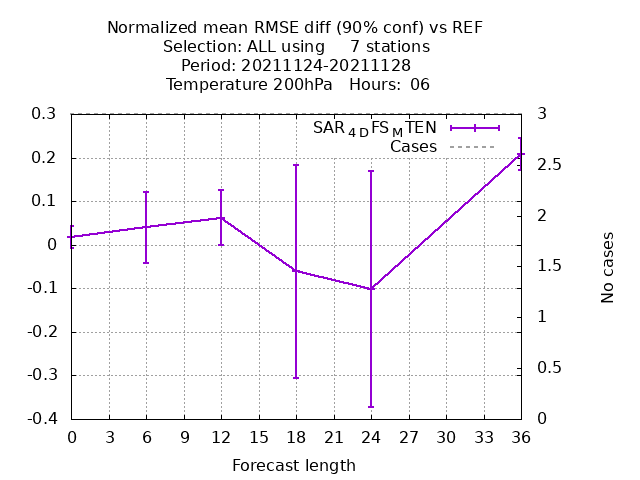 Normalized mean RMSE diff (90% conf) vs REF
Selection: ALL using     7 stations
Period: 20211124-20211128
Temperature 200hPa   Hours:  06
SAR4DFSMTEN
Cases
0.3
0.2
0.1
0
-0.1
-0.2
-0.3
-0.4
3
2.5
2
1.5
1
0.5
0
No cases
0 3 6 9 12 15 18 21 24 27 30 33 36
Forecast length